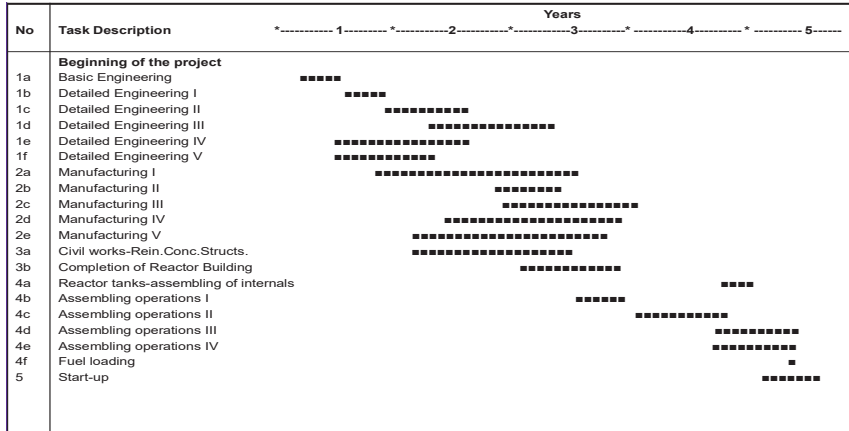 Years
No Task Description *----------- 1--------- *-----------2-----------*------------3----------* -----------4---------- * ---------- 5------
Beginning of the project
1a Basic Engineering
1b Detailed Engineering I
1c Detailed Engineering II
1d Detailed Engineering III
1e Detailed Engineering IV
1f Detailed Engineering V
2a Manufacturing I
2b Manufacturing II
2c Manufacturing III
2d Manufacturing IV
2e Manufacturing V
3a Civil works-Rein.Conc.Structs.
3b Completion of Reactor Building
4a Reactor tanks-assembling of internals
4b Assembling operations I
4c Assembling operations II
4d Assembling operations III
4e Assembling operations IV
4f Fuel loading
5 Start-up